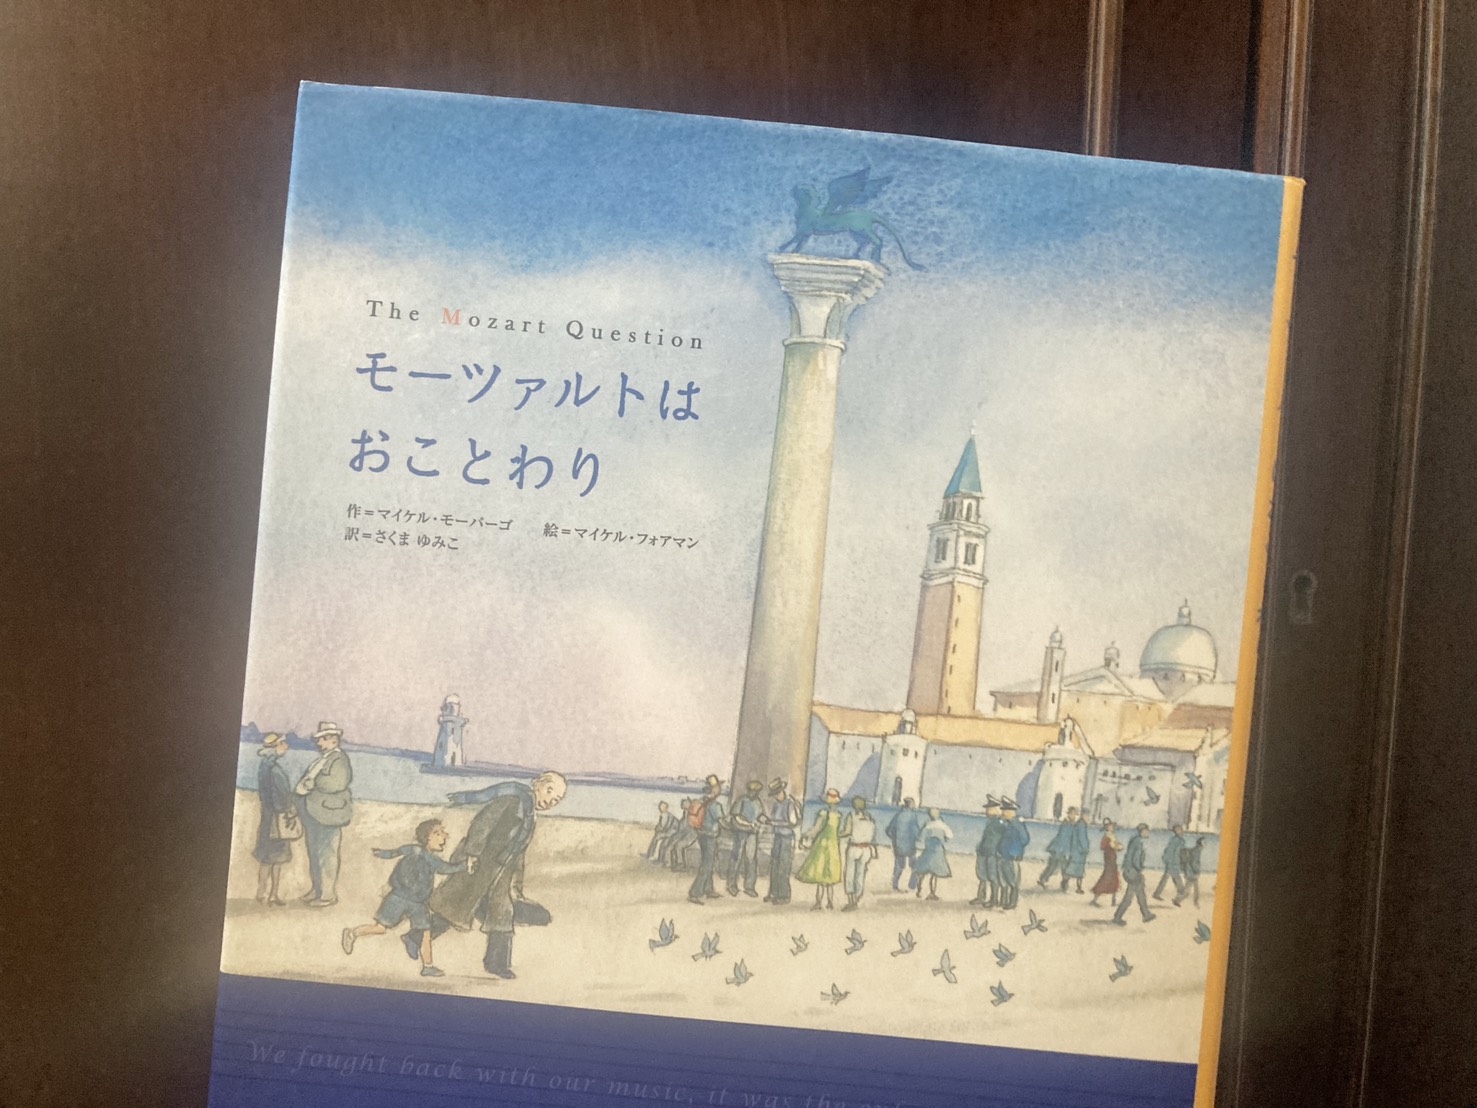 The Mozart Question
モーツァルトは
おことわり
作=マイケル・モーパーゴ　絵=マイケル・フォアマン
訳=さくま ゆみこ
We fought back with our music, it was the